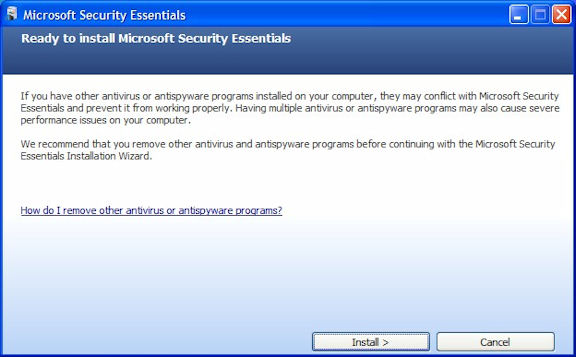 Microsoft Security Essentials
Ready to install Microsoft Security Essentials
If you have other antivirus or antispyware programs installed on your computer, they may conflict with Microsoft Security
Essentials and prevent it from working properly. Having multiple antivirus or antispyware programs may also cause severe
performance issues on your computer.
We recommend that you remove other antivirus and antispyware programs before continuing with the Microsoft Security
Essentials Installation Wizard.
How do I remove other antivirus or antispyware programs?
Install >
Cancel